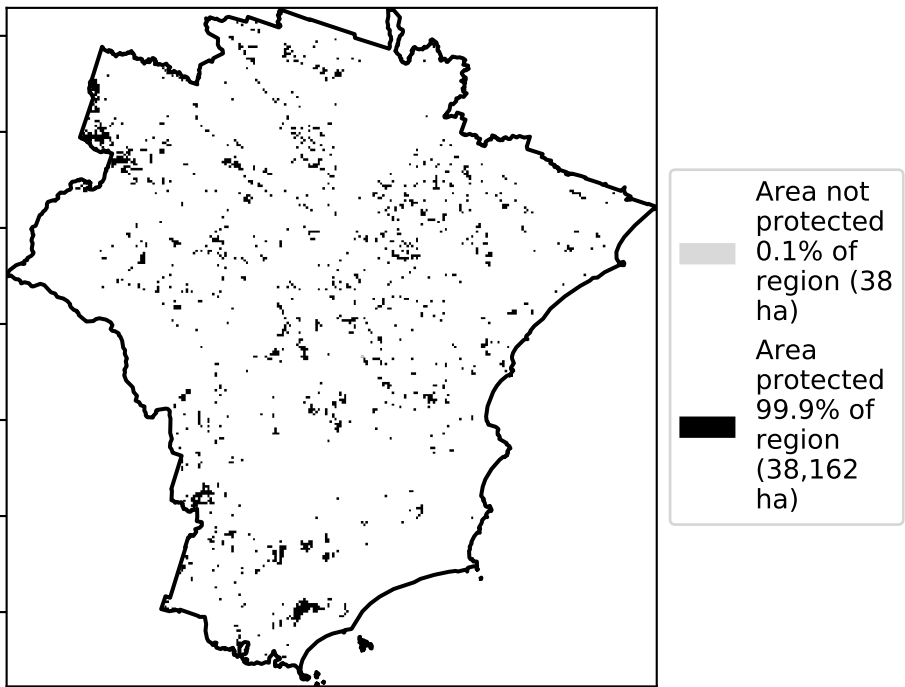 Area not
protected
0.1% of
region (38
ha)
Area
protected
99.9% of
region
(38,162
ha)